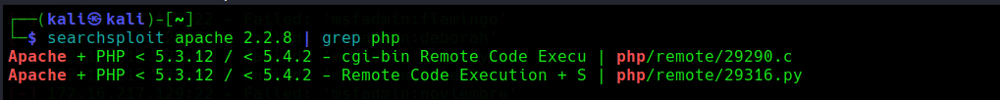 ┌──(kali㉿kali)-[~]
└─$ searchsploit apache 2.2.8 | grep php
Apache + PHP < 5.3.12 / < 5.4.2 - cgi-bin Remote Code Execu | php/remote/29290.c
Apache + PHP < 5.3.12 / < 5.4.2 - Remote Code Execution + S | php/remote/29316.py